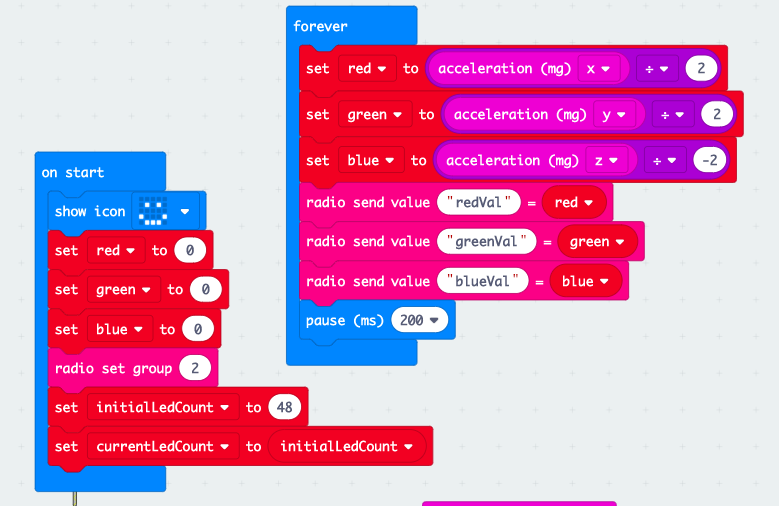 on start
show icon
set red to 0
set green to 0
set blue to 0
radio set group 2
set initialLedCount to 48
set currentLedCount to initialLedCount
forever
set red to acceleration (mg) x ÷ 2
set green to acceleration (mg) y ÷ 2
set blue to acceleration (mg) z ÷ -2
radio send value "redVal" = red
radio send value "greenVal" = green
radio send value "blueVal" = blue
pause (ms) 200